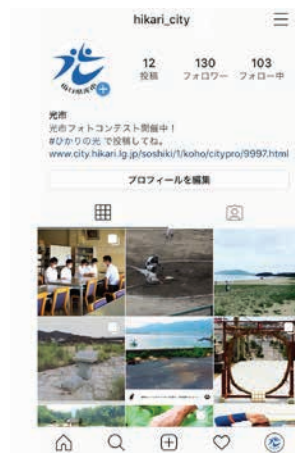 hikari_city
12 130 103
投稿 フォロワー フォロー中
光市
光市フォトコンテスト開催中！
#ひかりの光 で投稿してね。
www.city.hikari.lg.jp/soshiki/1/koho/citypro/9997.html
プロフィールを編集